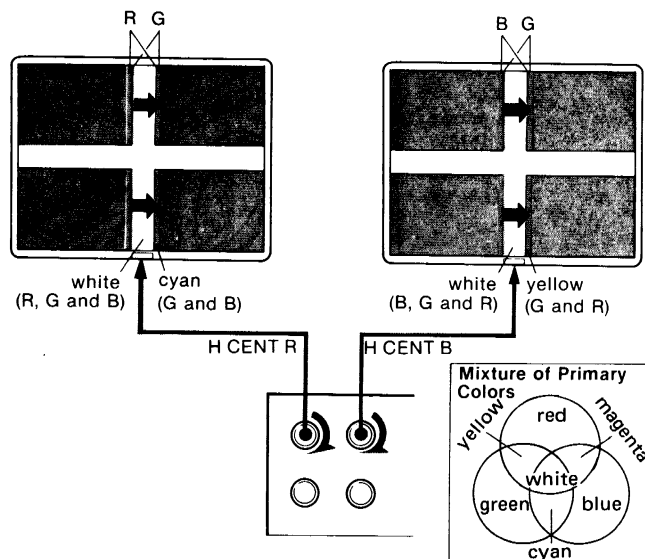 R G
B G
white
(R, G and B)
cyan
(G and B)
white
(B, G and R)
yellow
(G and R)
H CENT R
H CENT B
Mixture of Primary
Colors
yellow
red
magenta
white
green
blue
cyan